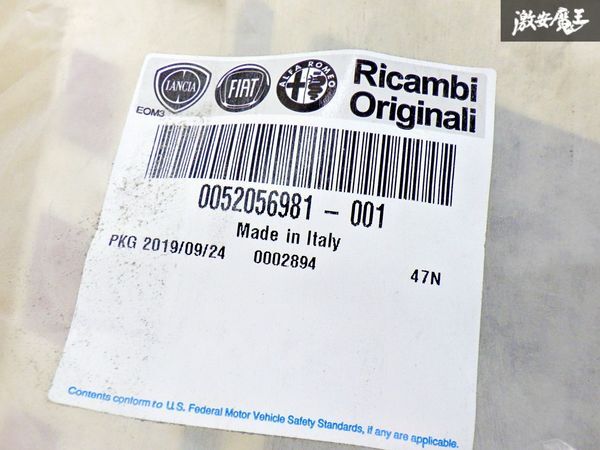 激安魔王
LANCIA FIAT ALFA ROMEO
Ricambi
Originali
EOM3
0052056981 - 001
Made in Italy
PKG 2019/09/24 0002894 47N
Contents conform to U.S. Federal Motor Vehicle Safety Standards, if any are applicable.